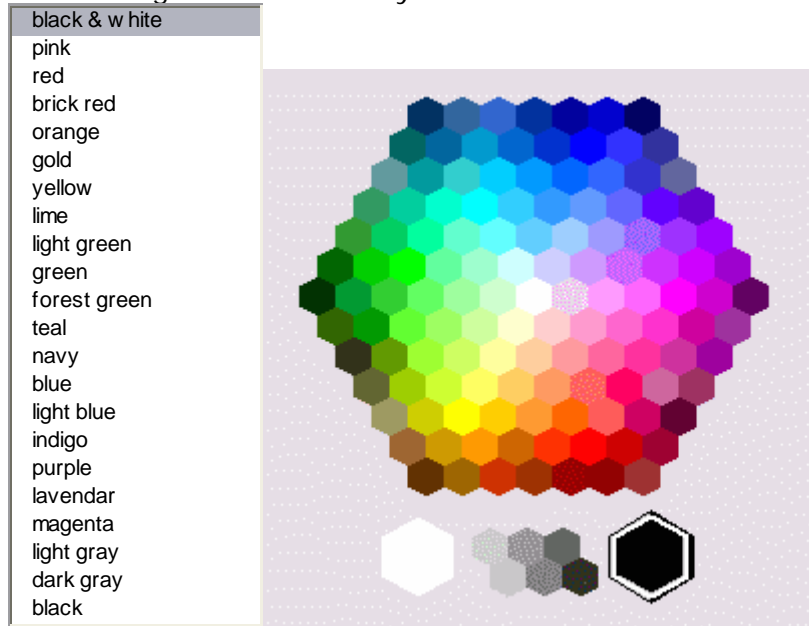 black & white
pink
red
brick red
orange
gold
yellow
lime
light green
green
forest green
teal
navy
blue
light blue
indigo
purple
lavendar
magenta
light gray
dark gray
black